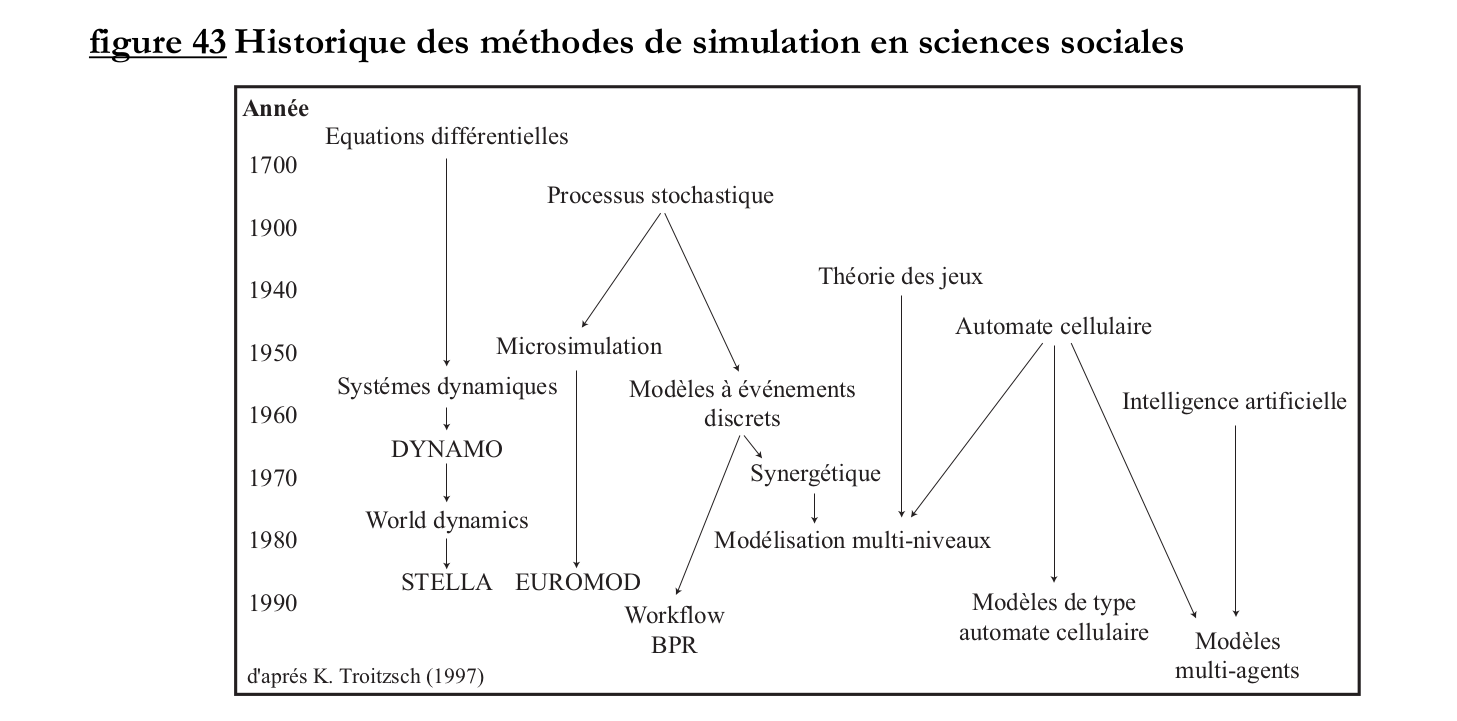 figure 43 Historique des méthodes de simulation en sciences sociales
Année
Equations différentielles
1700
Processus stochastique
1900
Théorie des jeux
1940
Automate cellulaire
Microsimulation
1950
Systémes dynamiques
Modèles à événements
discrets
Intelligence artificielle
1960
DYNAMO
Synergétique
1970
World dynamics
Modélisation multi-niveaux
1980
STELLA
EUROMOD
1990
Workflow
BPR
Modèles de type
automate cellulaire
Modèles
multi-agents
d'aprés K. Troitzsch (1997)